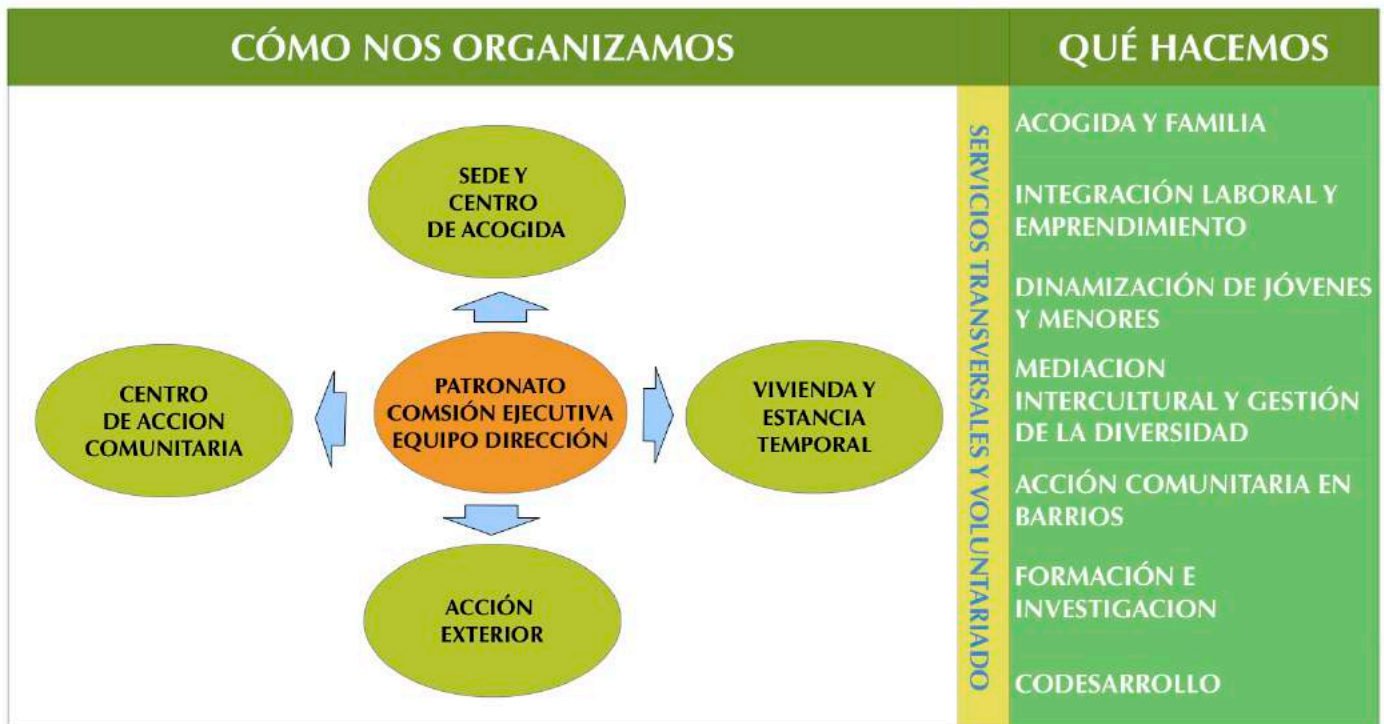 CÓMO NOS ORGANIZAMOS
SEDE Y
CENTRO
DE ACOGIDA
CENTRO
DE ACCION
COMUNITARIA
PATRONATO
COMSIÓN EJECUTIVA
EQUIPO DIRECCIÓN
VIVIENDA Y
ESTANCIA
TEMPORAL
ACCIÓN
EXTERIOR
SERVICIOS TRANSVERSALES Y VOLUNTARIADO
QUÉ HACEMOS
ACOGIDA Y FAMILIA
INTEGRACIÓN LABORAL Y
EMPRENDIMIENTO
DINAMIZACIÓN DE JÓVENES
Y MENORES
MEDIACION
INTERCULTURAL Y GESTIÓN
DE LA DIVERSIDAD
ACCIÓN COMUNITARIA EN
BARRIOS
FORMACIÓN E
INVESTIGACION
CODESARROLLO